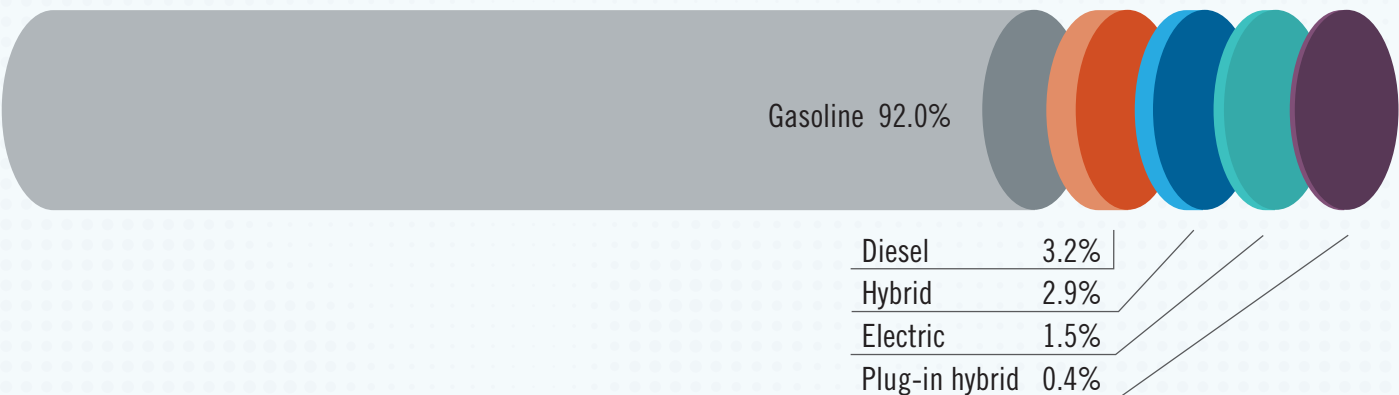 Gasoline 92.0%
Diesel 3.2%
Hybrid 2.9%
Electric 1.5%
Plug-in hybrid 0.4%